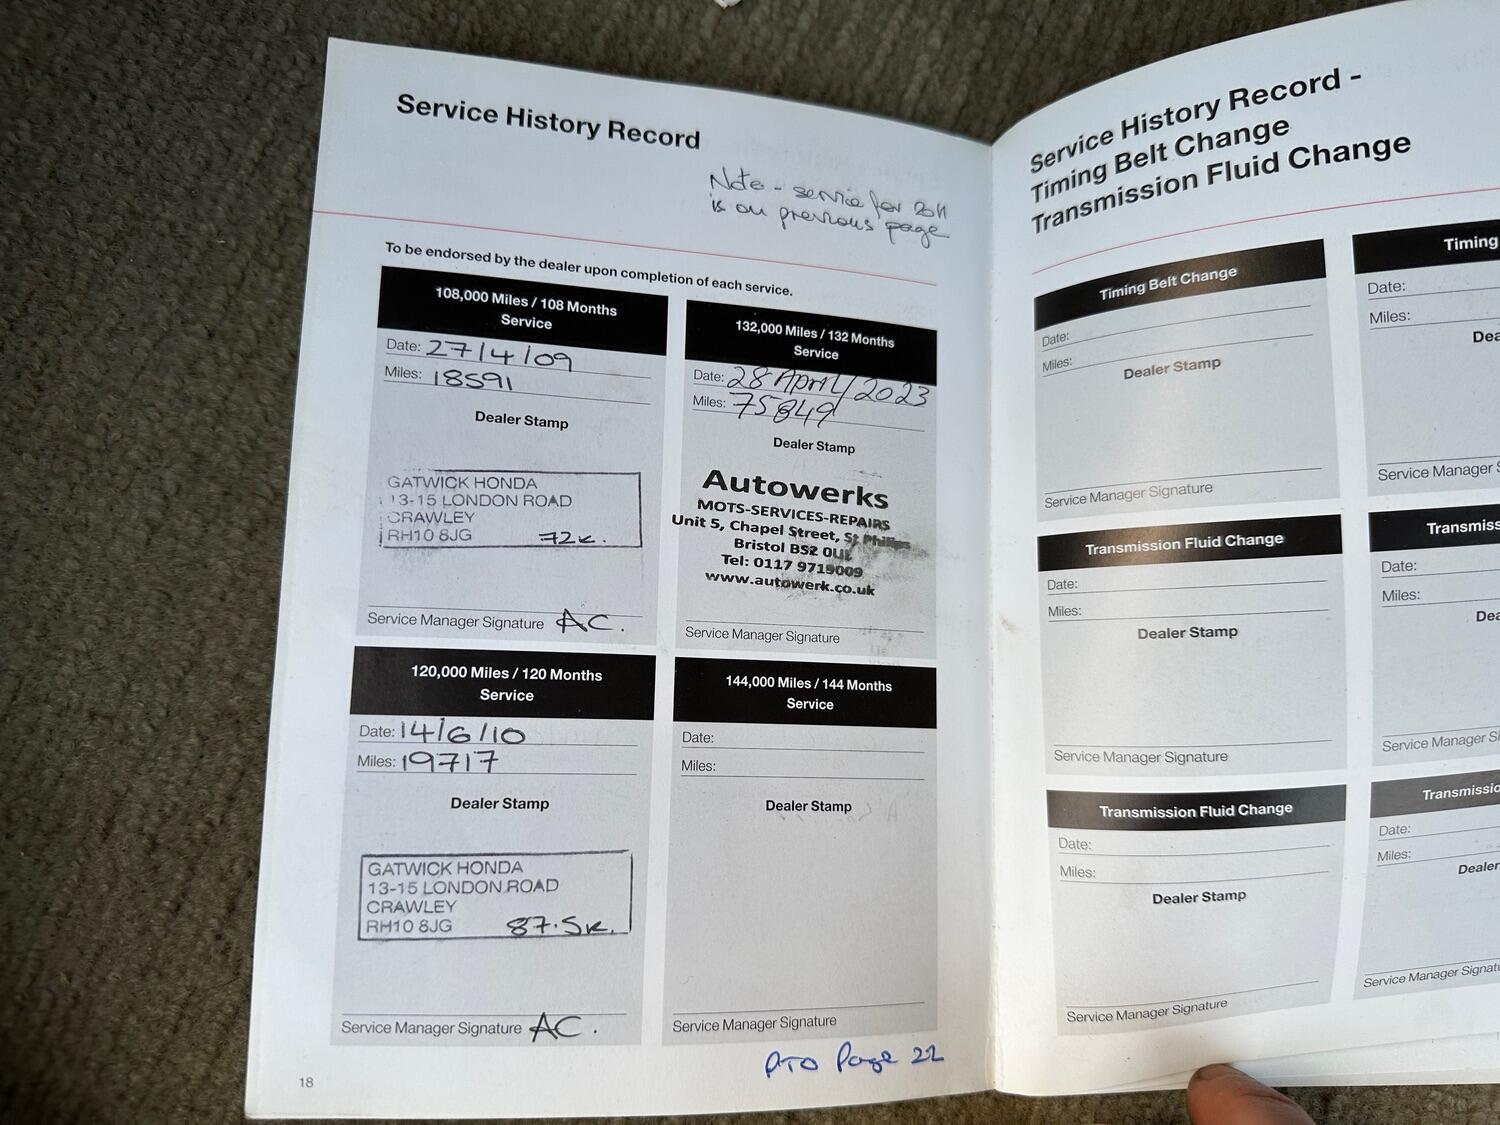 Service History Record
Note - service for 2011
is on previous page
To be endorsed by the dealer upon completion of each service.
108,000 Miles / 108 Months
Service
Date: 27/4/09
Miles: 18591
Dealer Stamp
GATWICK HONDA
13-15 LONDON ROAD
CRAWLEY
RH10 8JG 72k.
Service Manager Signature AC.
132,000 Miles / 132 Months
Service
Date: 28 April/2023
Miles: 75849
Dealer Stamp
Autowerks
MOTS-SERVICES-REPAIRS
Unit 5, Chapel Street, St Philips
Bristol BS2 0UL
Tel: 0117 9719009
www.autowerk.co.uk
Service Manager Signature
120,000 Miles / 120 Months
Service
Date: 14/6/10
Miles: 19717
Dealer Stamp
GATWICK HONDA
13-15 LONDON ROAD
CRAWLEY
RH10 8JG 87.5k.
Service Manager Signature AC.
144,000 Miles / 144 Months
Service
Date:
Miles:
Dealer Stamp
Service Manager Signature
PTO Page 22
18
Service History Record -
Timing Belt Change
Transmission Fluid Change
Timing Belt Change
Date:
Miles:
Dealer Stamp
Service Manager Signature
Timing
Date:
Miles:
Dea
Service Manager S
Transmission Fluid Change
Date:
Miles:
Dealer Stamp
Service Manager Signature
Transmiss
Date:
Miles:
Dea
Service Manager Si
Transmission Fluid Change
Date:
Miles:
Dealer Stamp
Service Manager Signature
Transmissio
Date:
Miles:
Dealer
Service Manager Signat